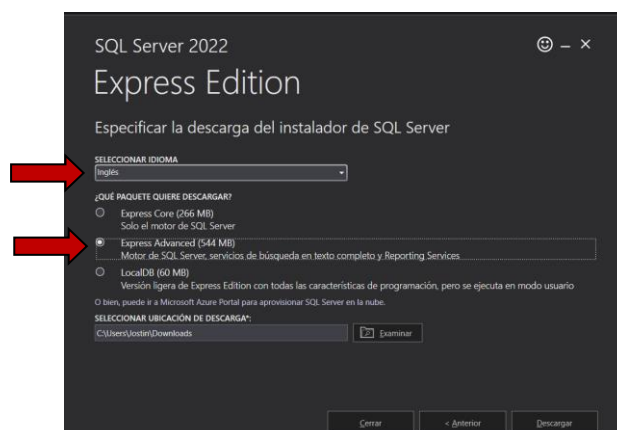 SQL Server 2022
Express Edition
Especificar la descarga del instalador de SQL Server
SELECCIONAR IDIOMA
Inglés
¿QUÉ PAQUETE QUIERE DESCARGAR?
Express Core (266 MB)
Solo el motor de SQL Server
Express Advanced (544 MB)
Motor de SQL Server, servicios de búsqueda en texto completo y Reporting Services
LocalDB (60 MB)
Versión ligera de Express Edition con todas las características de programación, pero se ejecuta en modo usuario
O bien, puede ir a Microsoft Azure Portal para aprovisionar SQL Server en la nube.
SELECCIONAR UBICACIÓN DE DESCARGA*:
C:\Users\Jostin\Downloads
Examinar
Cerrar
< Anterior
Descargar